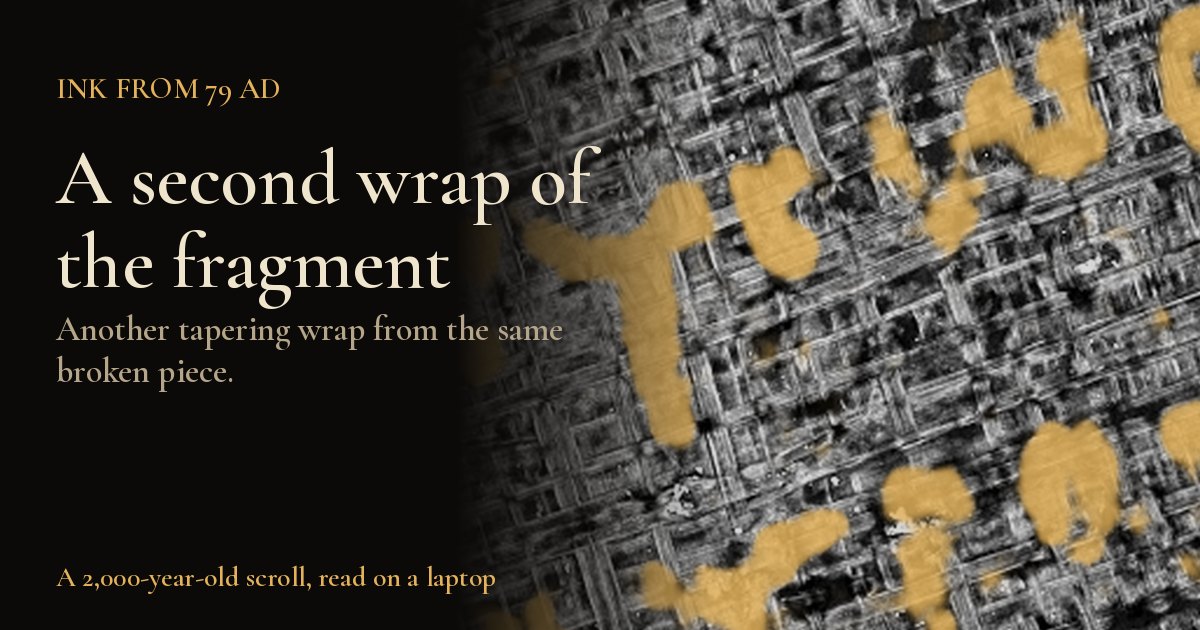 INK FROM 79 AD
A second wrap of
the fragment
Another tapering wrap from the same
broken piece.
A 2,000-year-old scroll, read on a laptop